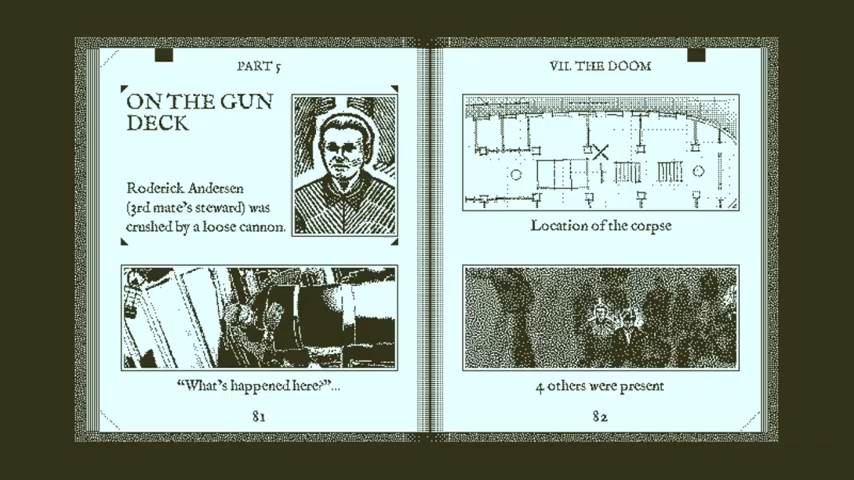 PART 5
ON THE GUN
DECK
Roderick Andersen
(3rd mate's steward) was
crushed by a loose cannon.
"What's happened here?"...
81
VII. THE DOOM
Location of the corpse
4 others were present
82